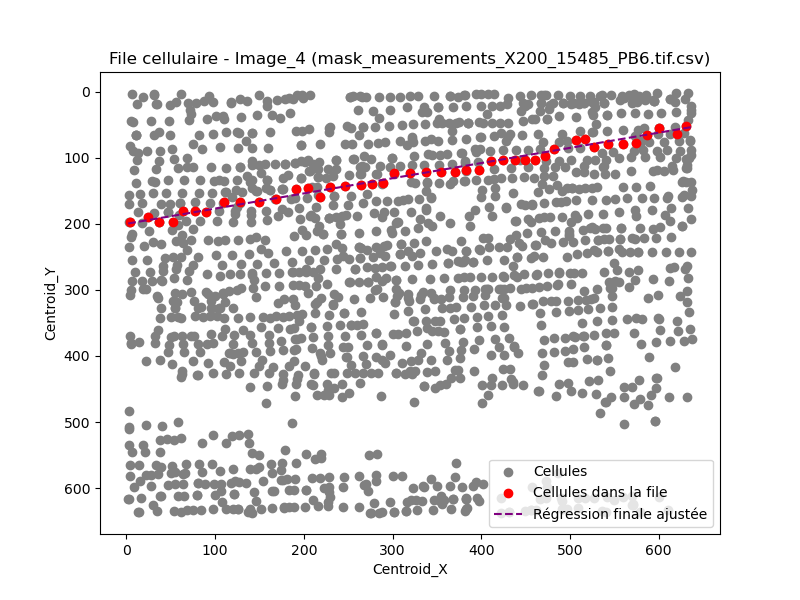 File cellulaire - Image_4 (mask_measurements_X200_15485_PB6.tif.csv)
0
100
200
300
400
500
600
Centroid_Y
Cellules
Cellules dans la file
Régression finale ajustée
0 100 200 300 400 500 600
Centroid_X